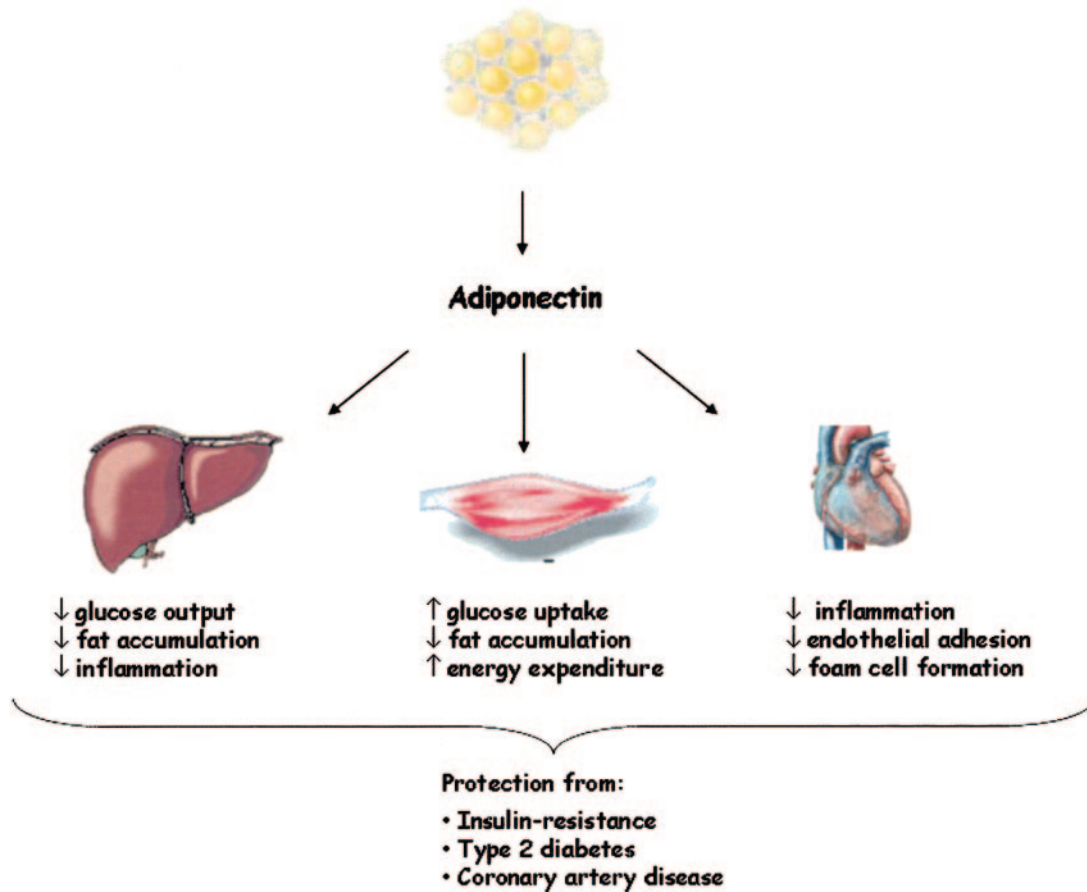 Adiponectin
↓ glucose output
↓ fat accumulation
↓ inflammation
↑ glucose uptake
↓ fat accumulation
↑ energy expenditure
↓ inflammation
↓ endothelial adhesion
↓ foam cell formation
Protection from:
• Insulin-resistance
• Type 2 diabetes
• Coronary artery disease